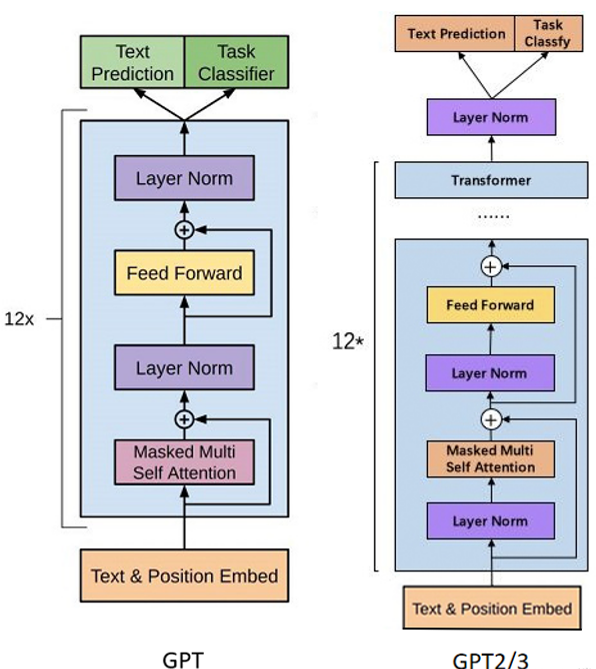 Text
Prediction
Task
Classifier
Layer Norm
Feed Forward
12x
Layer Norm
Masked Multi
Self Attention
Text & Position Embed
GPT
Text Prediction
Task
Classfy
Layer Norm
Transformer
......
Feed Forward
12*
Layer Norm
Masked Multi
Self Attention
Layer Norm
Text & Position Embed
GPT2/3